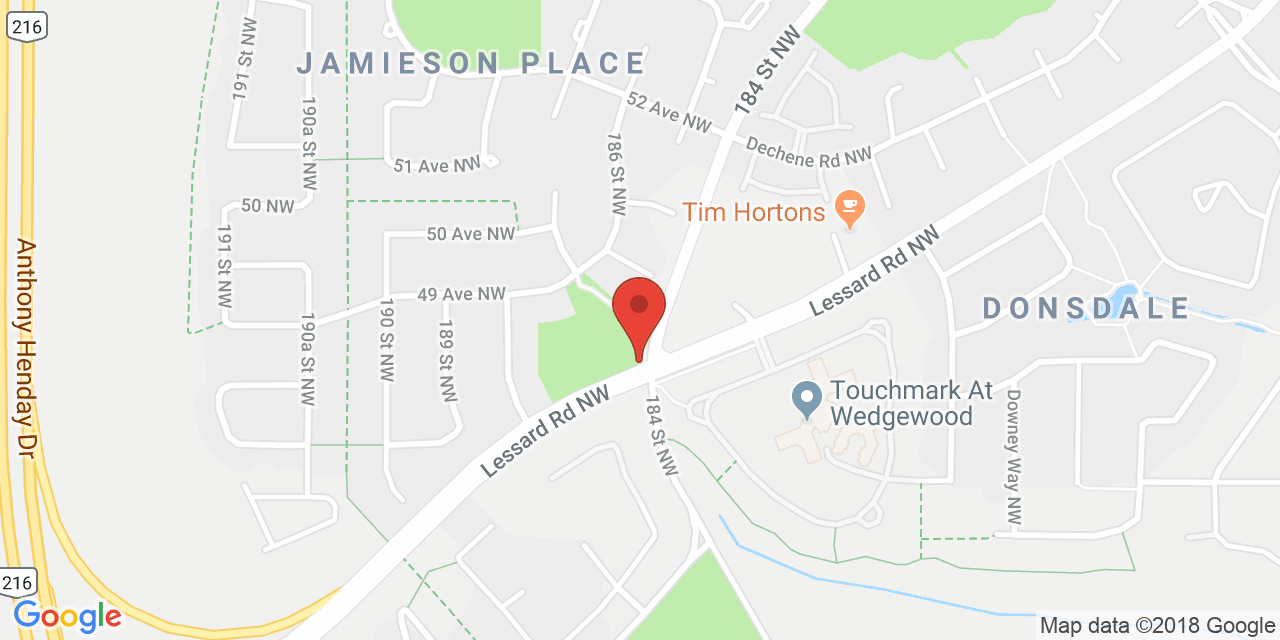 216
JAMIESON PLACE
184 St NW
191 St NW
190a St NW
52 Ave NW
Dechene Rd NW
51 Ave NW
186 St NW
50 NW
Tim Hortons
50 Ave NW
191 St NW
Lessard Rd NW
49 Ave NW
DONSDALE
Anthony Henday Dr
190a St NW
190 St NW
189 St NW
Touchmark At
Wedgewood
Lessard Rd NW
184 St NW
Downey Way NW
216
Google
Map data ©2018 Google